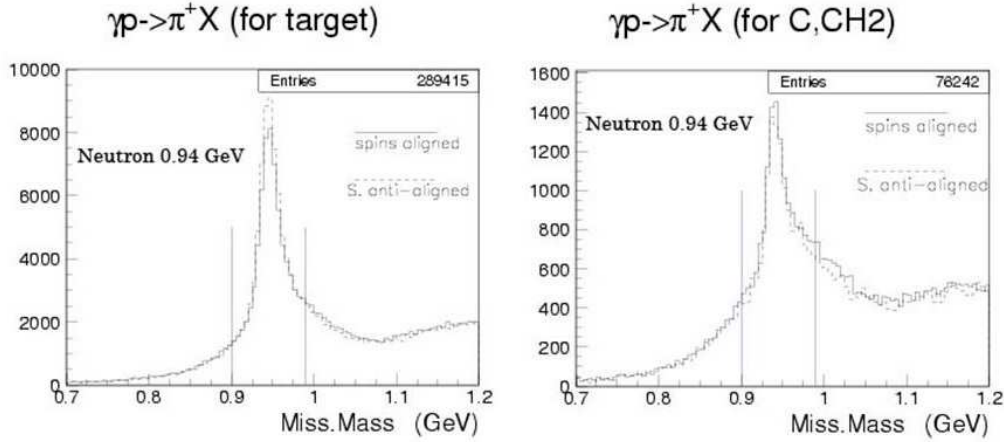 γp->π⁺X (for target)
Entries 289415
Neutron 0.94 GeV
spins aligned
S. anti-aligned
10000
8000
6000
4000
2000
0
0.7 0.8 0.9 1 1.1 1.2
Miss.Mass (GeV)
γp->π⁺X (for C,CH2)
Entries 76242
Neutron 0.94 GeV
spins aligned
S. anti-aligned
1600
1400
1200
1000
800
600
400
200
0
0.7 0.8 0.9 1 1.1 1.2
Miss.Mass (GeV)